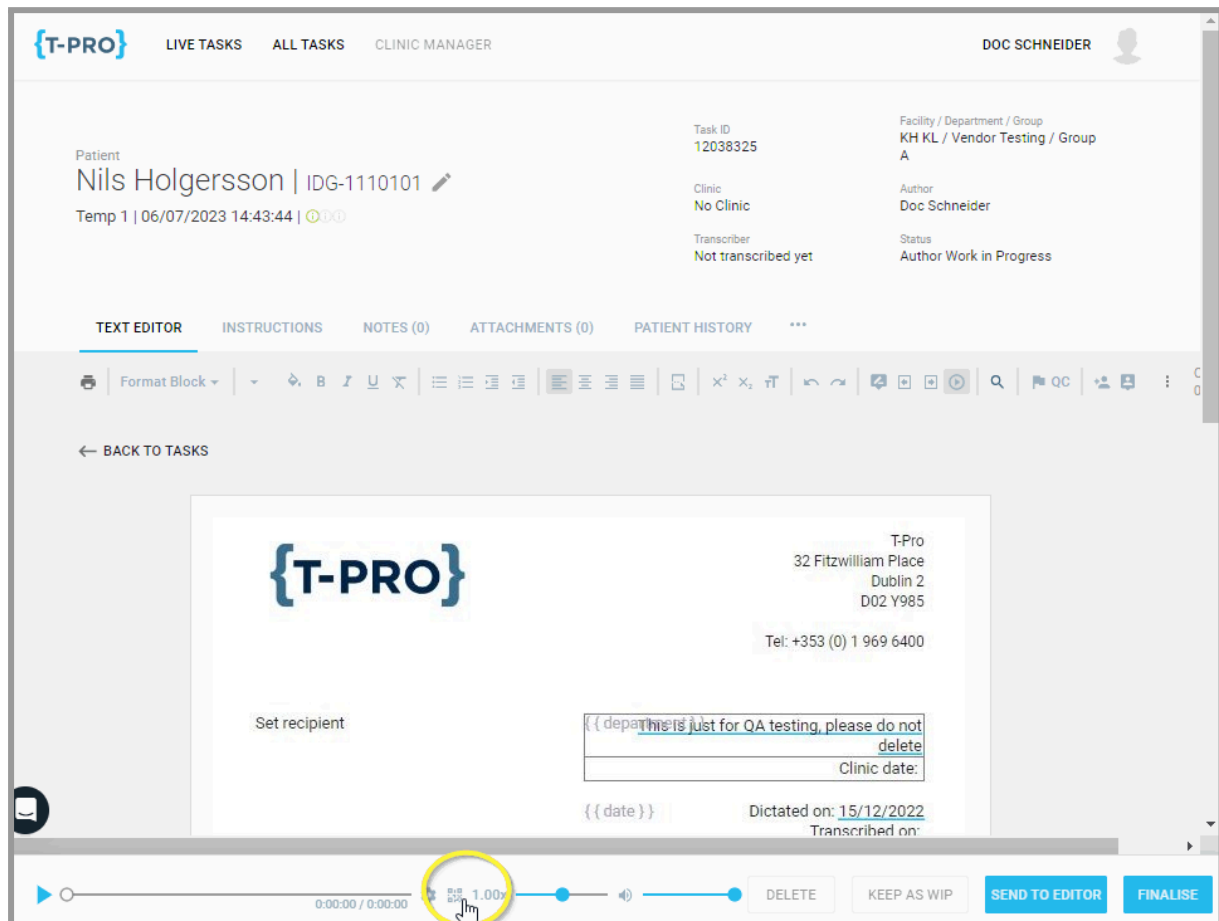 {T-PRO} LIVE TASKS ALL TASKS CLINIC MANAGER DOC SCHNEIDER
Patient
Nils Holgersson | IDG-1110101
Temp 1 | 06/07/2023 14:43:44 |
Task ID
12038325
Clinic
No Clinic
Transcriber
Not transcribed yet
Facility / Department / Group
KH KL / Vendor Testing / Group
A
Author
Doc Schneider
Status
Author Work in Progress
TEXT EDITOR INSTRUCTIONS NOTES (0) ATTACHMENTS (0) PATIENT HISTORY ...
Format Block B I U QC
BACK TO TASKS
{T-PRO}
T-Pro
32 Fitzwilliam Place
Dublin 2
D02 Y985
Tel: +353 (0) 1 969 6400
Set recipient
{{department}} This is just for QA testing, please do not
delete
Clinic date:
{{date}} Dictated on: 15/12/2022
Transcribed on:
0:00:00 / 0:00:00 1.00x DELETE KEEP AS WIP SEND TO EDITOR FINALISE